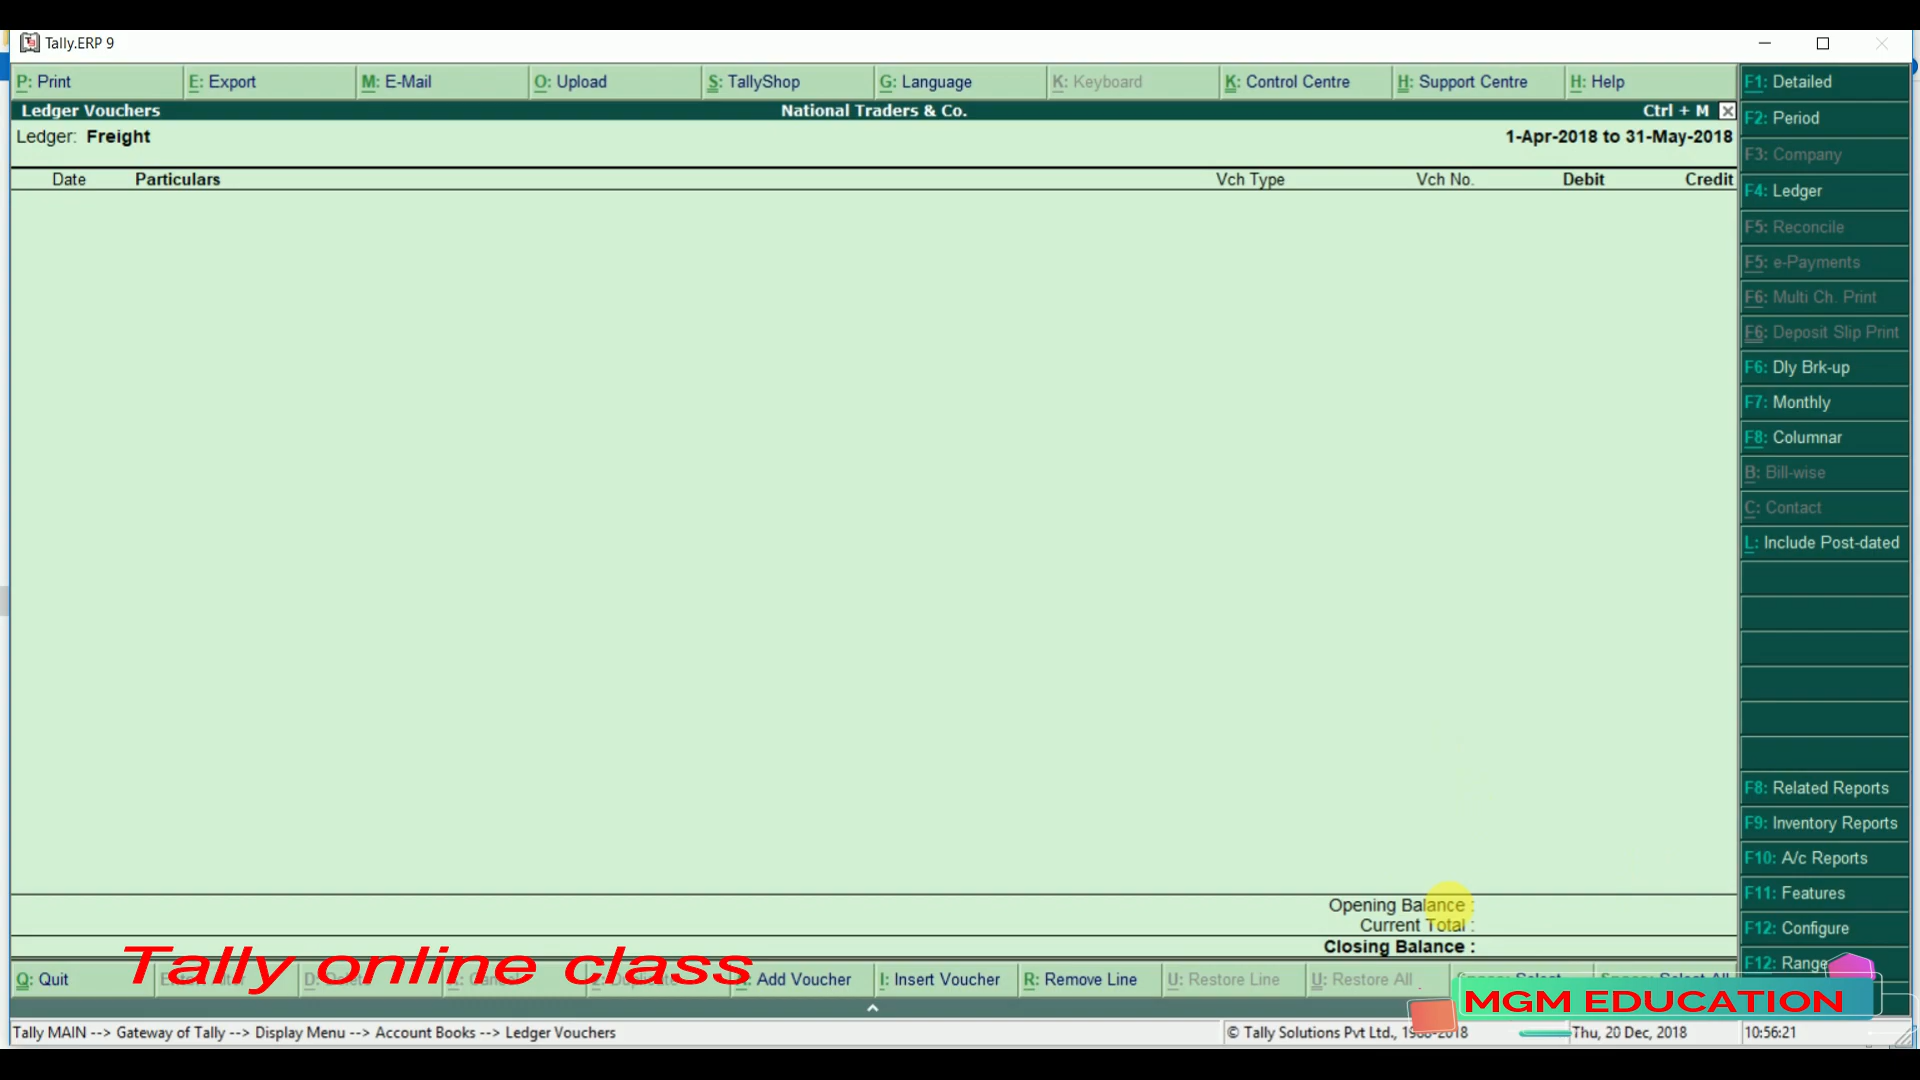 Tally.ERP 9
P: Print E: Export M: E-Mail O: Upload S: TallyShop G: Language K: Keyboard K: Control Centre H: Support Centre H: Help
Ledger Vouchers National Traders & Co. Ctrl + M
Ledger: Freight 1-Apr-2018 to 31-May-2018
Date Particulars Vch Type Vch No. Debit Credit
F1: Detailed
F2: Period
F3: Company
F4: Ledger
F5: Reconcile
F5: e-Payments
F6: Multi Ch. Print
F6: Deposit Slip Print
F6: Dly Brk-up
F7: Monthly
F8: Columnar
B: Bill-wise
C: Contact
L: Include Post-dated
F8: Related Reports
F9: Inventory Reports
F10: A/c Reports
F11: Features
F12: Configure
F12: Range
Opening Balance :
Current Total :
Closing Balance :
Tally online class
Q: Quit Add Voucher I: Insert Voucher R: Remove Line U: Restore Line U: Restore All
MGM EDUCATION
Tally MAIN --> Gateway of Tally --> Display Menu --> Account Books --> Ledger Vouchers © Tally Solutions Pvt Ltd., Thu, 20 Dec, 2018 10:56:21